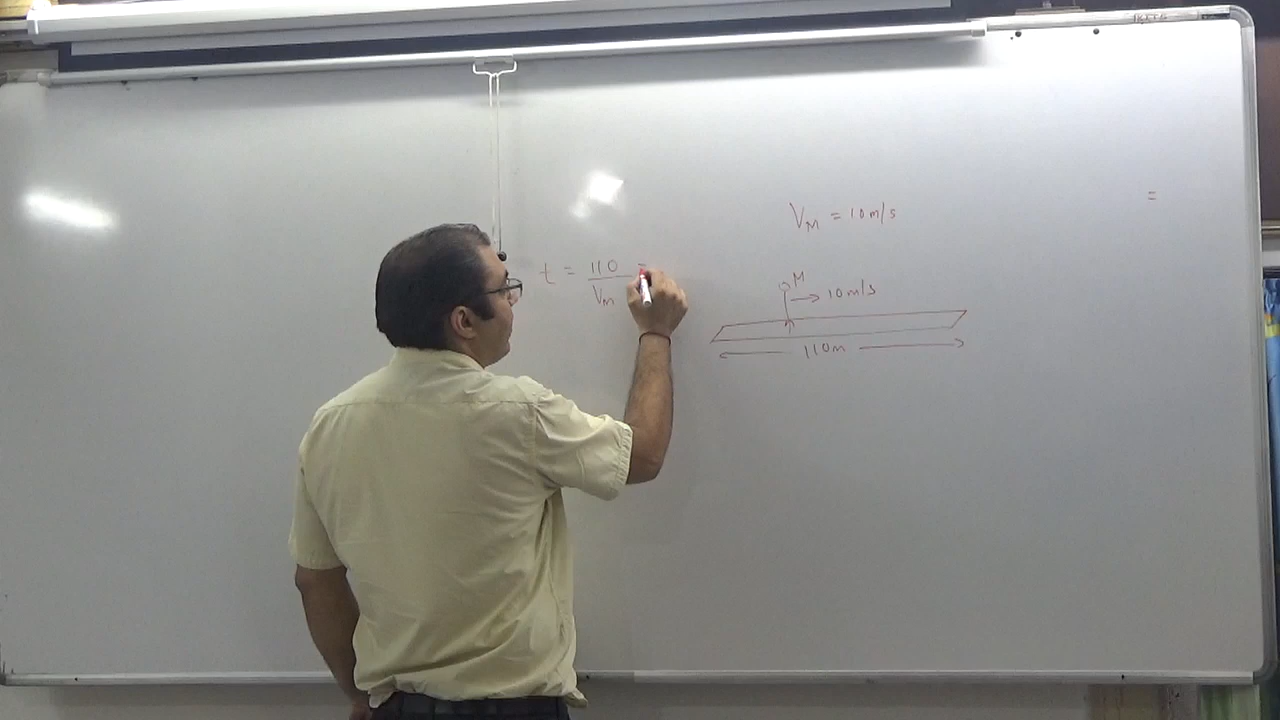 V_M = 10 m/s
t = 110 / V_M =
M
→ 10 m/s
110m
=